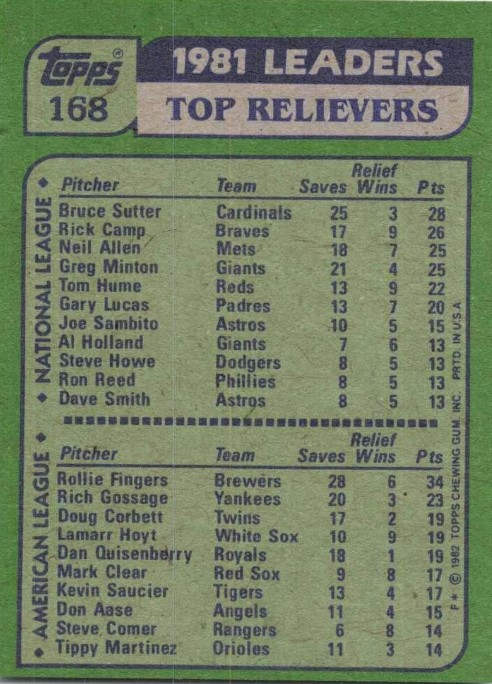 Topps®
168
1981 LEADERS
TOP RELIEVERS
◆ NATIONAL LEAGUE ◆
Pitcher Team Saves Relief Wins Pts
Bruce Sutter Cardinals 25 3 28
Rick Camp Braves 17 9 26
Neil Allen Mets 18 7 25
Greg Minton Giants 21 4 25
Tom Hume Reds 13 9 22
Gary Lucas Padres 13 7 20
Joe Sambito Astros 10 5 15
Al Holland Giants 7 6 13
Steve Howe Dodgers 8 5 13
Ron Reed Phillies 8 5 13
Dave Smith Astros 8 5 13
◆ AMERICAN LEAGUE ◆
Pitcher Team Saves Relief Wins Pts
Rollie Fingers Brewers 28 6 34
Rich Gossage Yankees 20 3 23
Doug Corbett Twins 17 2 19
Lamarr Hoyt White Sox 10 9 19
Dan Quisenberry Royals 18 1 19
Mark Clear Red Sox 9 8 17
Kevin Saucier Tigers 13 4 17
Don Aase Angels 11 4 15
Steve Comer Rangers 6 8 14
Tippy Martinez Orioles 11 3 14
F* © 1982 TOPPS CHEWING GUM, INC. PRTD. IN U.S.A.